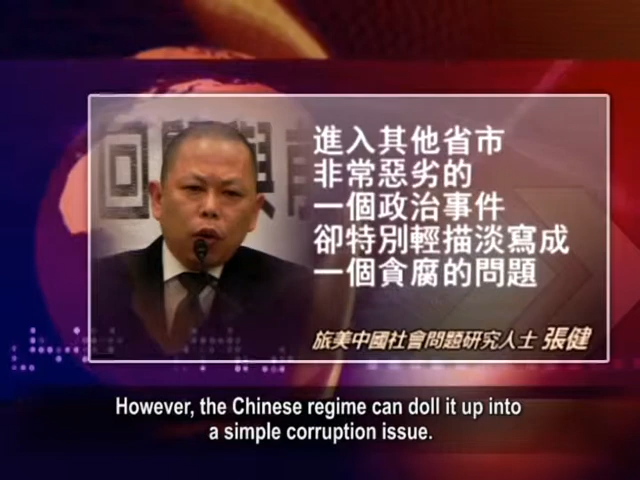 進入其他省市
非常惡劣的
一個政治事件
卻特別輕描淡寫成
一個貪腐的問題
旅美中國社會問題研究人士 張健
However, the Chinese regime can doll it up into
a simple corruption issue.